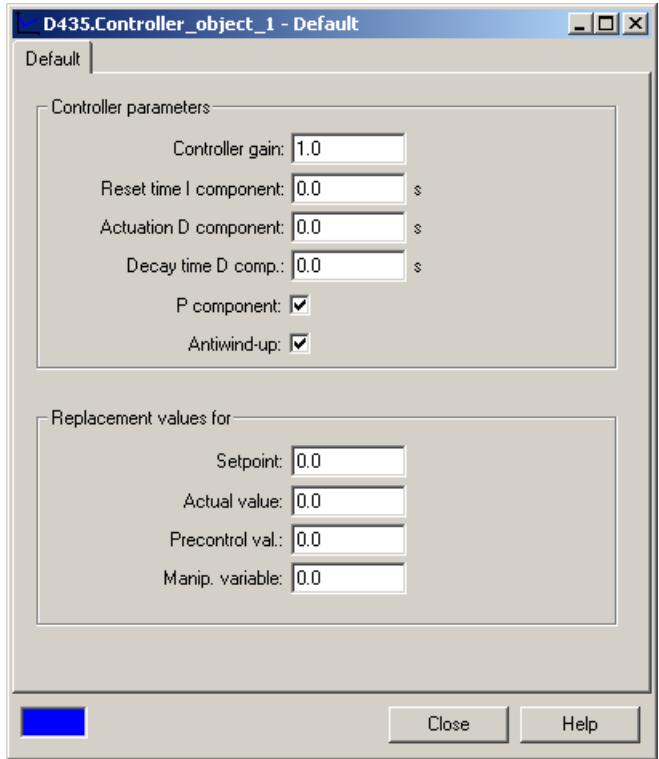 D435.Controller_object_1 - Default
Default
Controller parameters
Controller gain: 1.0
Reset time I component: 0.0 s
Actuation D component: 0.0 s
Decay time D comp.: 0.0 s
P component:
Antiwind-up:
Replacement values for
Setpoint: 0.0
Actual value: 0.0
Precontrol val.: 0.0
Manip. variable: 0.0
Close Help